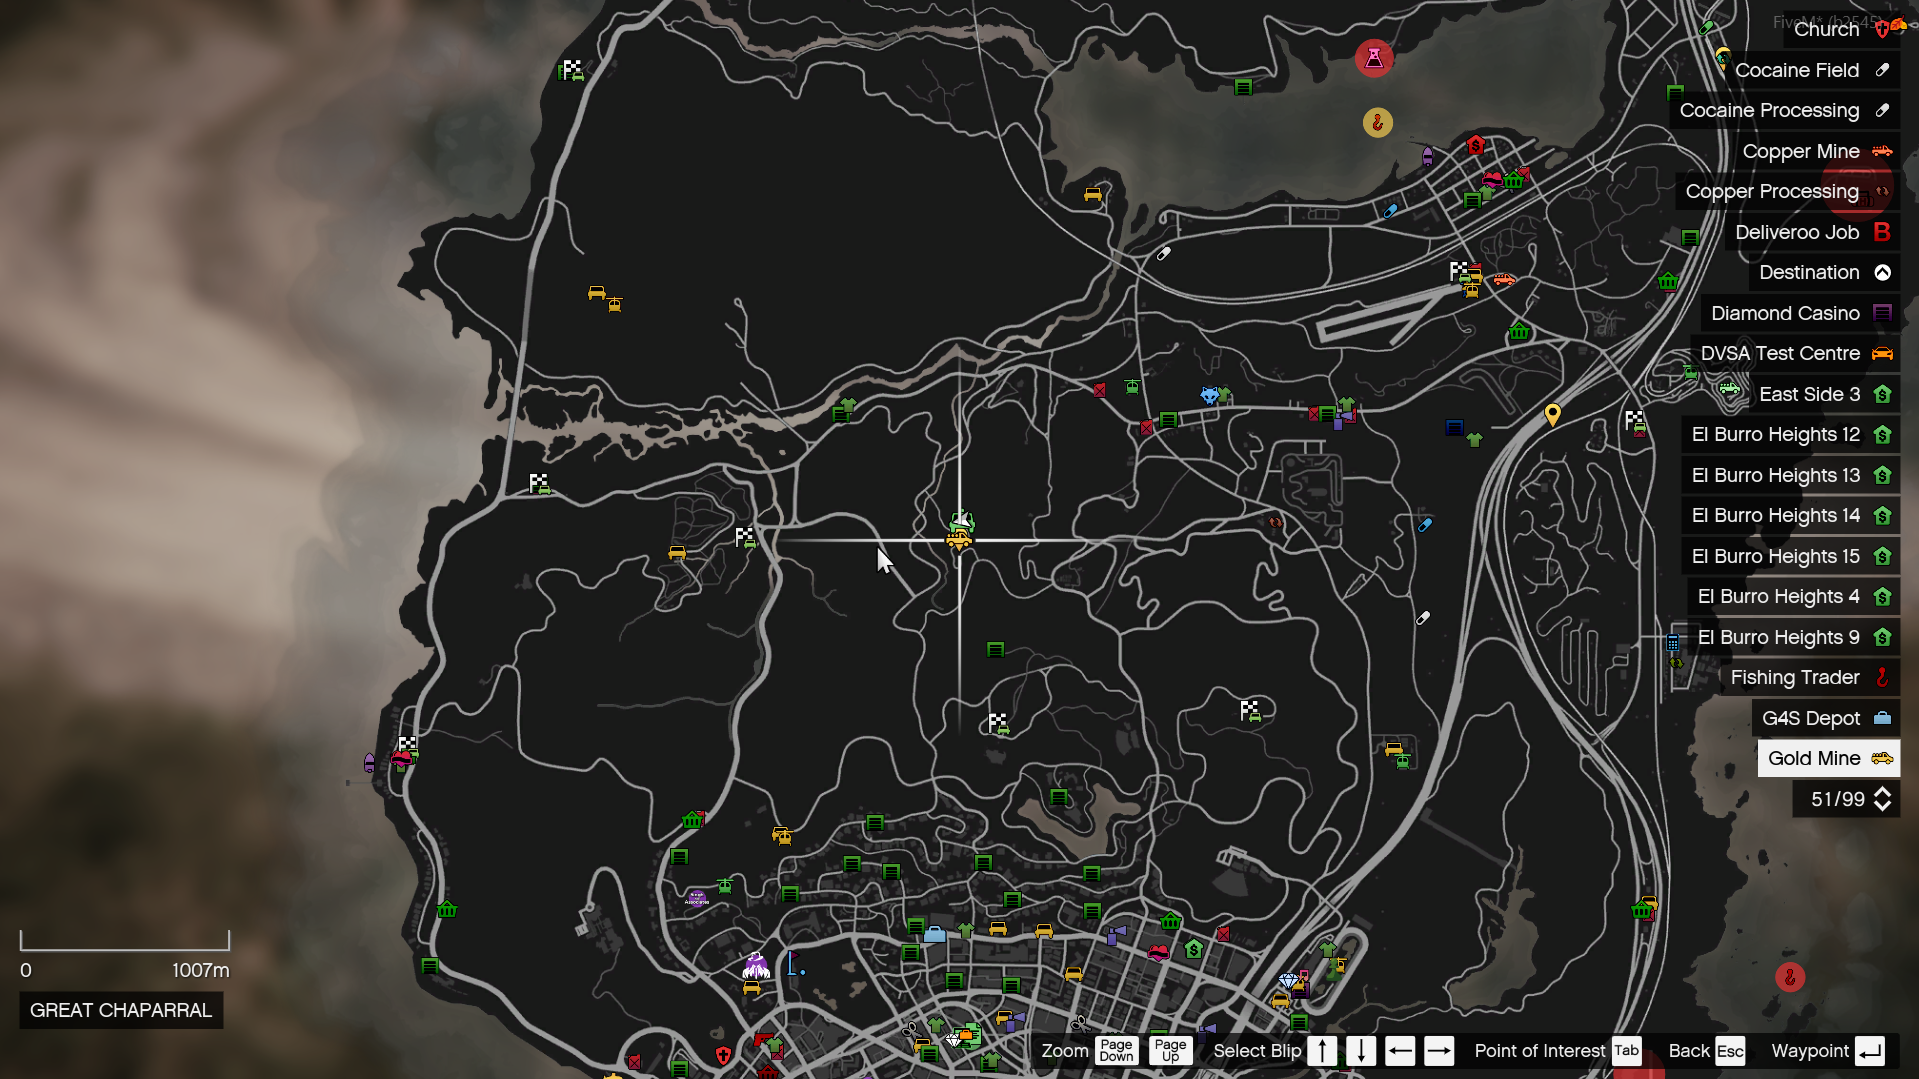 FiveM* (b2545)
Church
Cocaine Field
Cocaine Processing
Copper Mine
Copper Processing
Deliveroo Job
B
Destination
Diamond Casino
DVSA Test Centre
East Side 3
El Burro Heights 12
El Burro Heights 13
El Burro Heights 14
El Burro Heights 15
El Burro Heights 4
El Burro Heights 9
Fishing Trader
G4S Depot
Gold Mine
51/99
0 1007m
GREAT CHAPARRAL
Zoom Page Down Page Up Select Blip ↑ ↓ ← → Point of Interest Tab Back Esc Waypoint